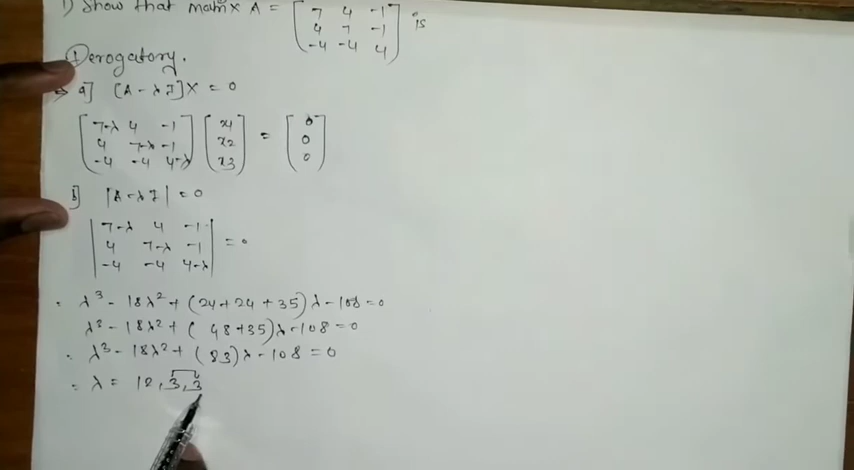 1) Show that matrix A = [ 7 4 -1 ; 4 7 -1 ; -4 -4 4 ] is
① Derogatory.
⇒ a] [A - λI]X = 0
[ 7-λ 4 -1 ; 4 7-λ -1 ; -4 -4 4-λ ] [ x1 ; x2 ; x3 ] = [ 0 ; 0 ; 0 ]
b] |A - λI| = 0
| 7-λ 4 -1 ; 4 7-λ -1 ; -4 -4 4-λ | = 0
= λ³ - 18λ² + (24+24+35)λ - 108 = 0
λ³ - 18λ² + (48+35)λ - 108 = 0
= λ³ - 18λ² + (83)λ - 108 = 0
= λ = 12, 3, 3